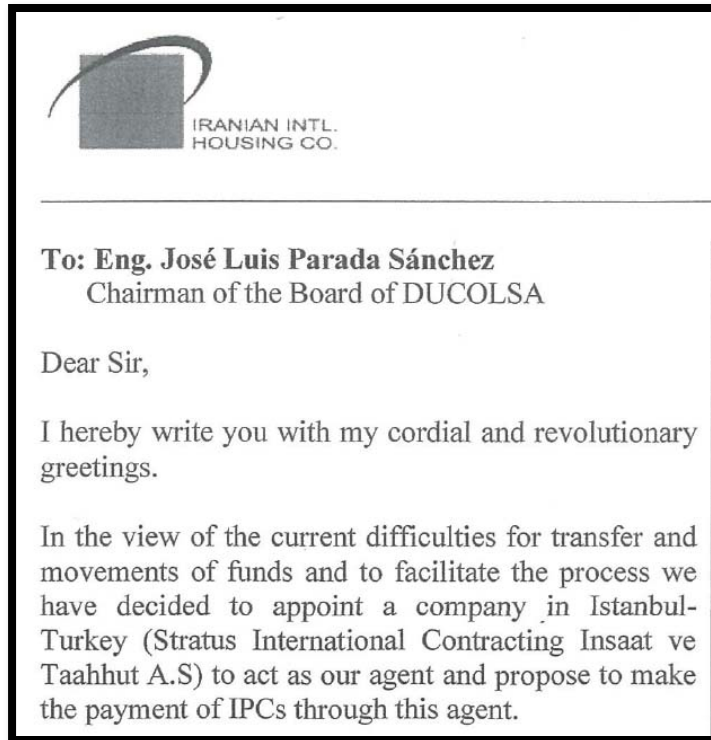 IRANIAN INTL.
HOUSING CO.
To: Eng. José Luis Parada Sánchez
Chairman of the Board of DUCOLSA
Dear Sir,
I hereby write you with my cordial and revolutionary
greetings.
In the view of the current difficulties for transfer and
movements of funds and to facilitate the process we
have decided to appoint a company in Istanbul-
Turkey (Stratus International Contracting Insaat ve
Taahhut A.S) to act as our agent and propose to make
the payment of IPCs through this agent.